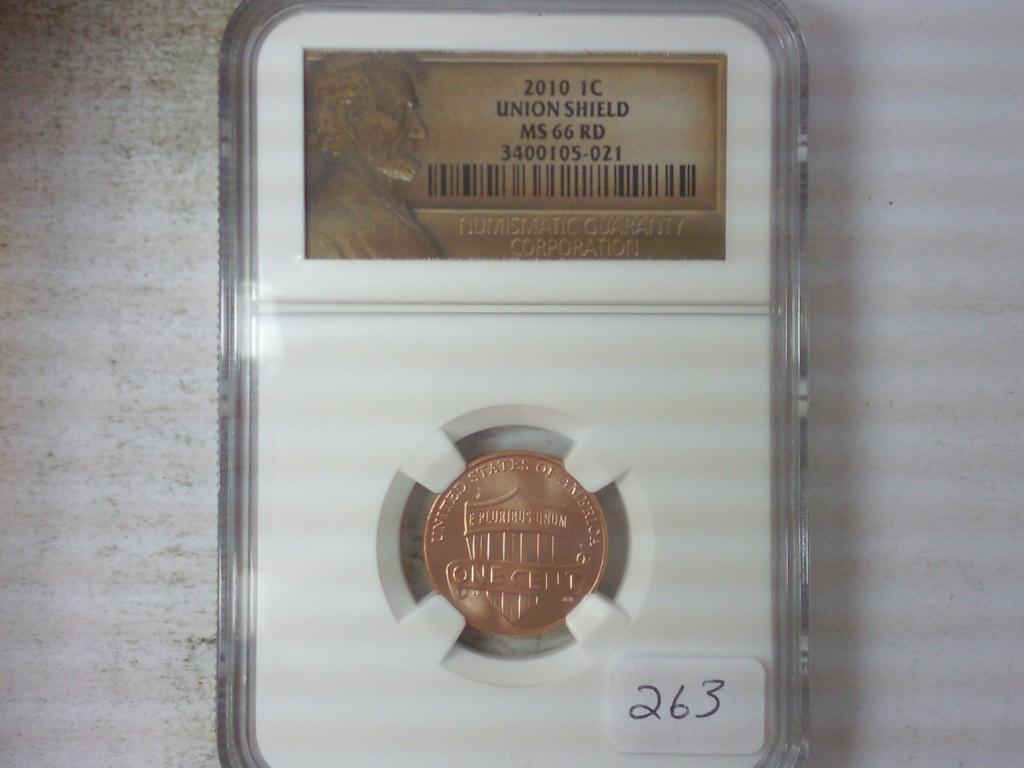 2010 1C
UNION SHIELD
MS 66 RD
3400105-021
NUMISMATIC GUARANTY
CORPORATION
UNITED STATES OF AMERICA
E PLURIBUS UNUM
ONE CENT
263